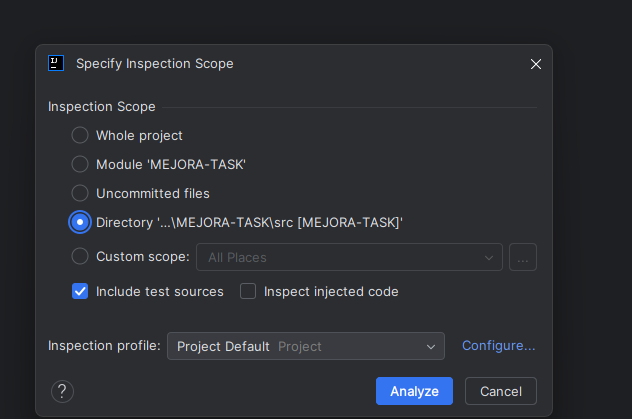 IJ
Specify Inspection Scope
Inspection Scope
Whole project
Module 'MEJORA-TASK'
Uncommitted files
Directory '...\MEJORA-TASK\src [MEJORA-TASK]'
Custom scope: All Places ...
Include test sources Inspect injected code
Inspection profile: Project Default Project Configure...
? Analyze Cancel